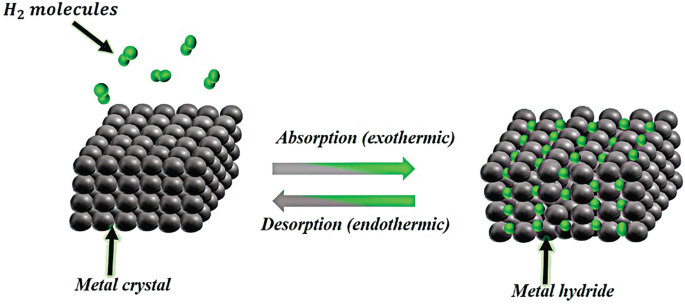 H₂ molecules
Absorption (exothermic)
Desorption (endothermic)
Metal crystal
Metal hydride